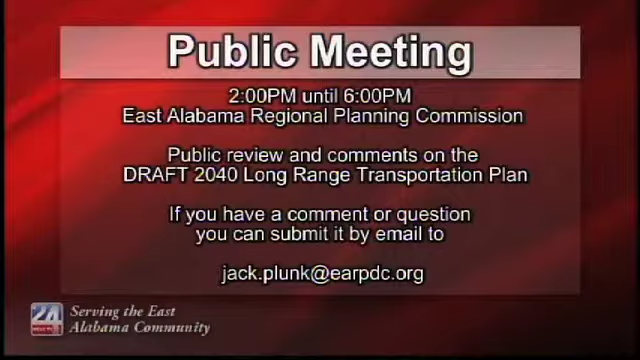 Public Meeting
2:00PM until 6:00PM
East Alabama Regional Planning Commission
Public review and comments on the
DRAFT 2040 Long Range Transportation Plan
If you have a comment or question
you can submit it by email to
jack.plunk@earpdc.org
24
Serving the East
Alabama Community